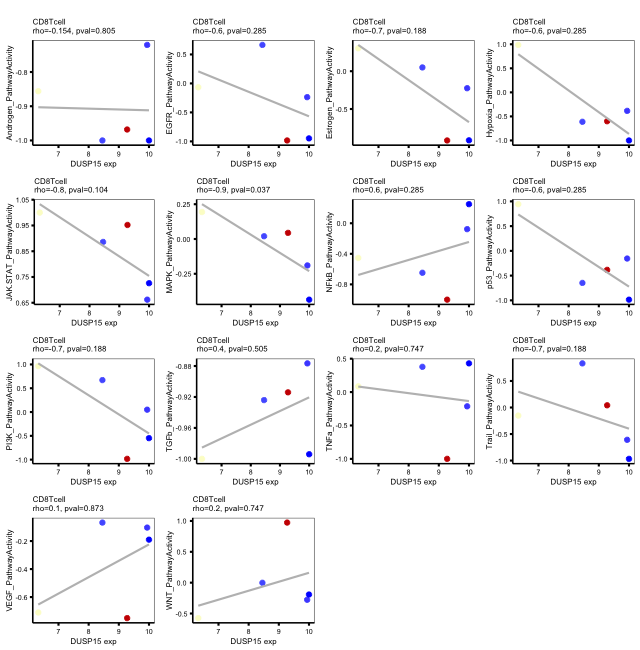 CD8Tcell
rho=-0.154, pval=0.805
Androgen_PathwayActivity
-0.8
-0.9
-1.0
7 8 9 10
DUSP15 exp
CD8Tcell
rho=-0.6, pval=0.285
EGFR_PathwayActivity
0.5
0.0
-0.5
-1.0
7 8 9 10
DUSP15 exp
CD8Tcell
rho=-0.7, pval=0.188
Estrogen_PathwayActivity
0.0
-0.5
7 8 9 10
DUSP15 exp
CD8Tcell
rho=-0.6, pval=0.285
Hypoxia_PathwayActivity
1.0
0.5
0.0
-0.5
-1.0
7 8 9 10
DUSP15 exp
CD8Tcell
rho=-0.8, pval=0.104
JAK.STAT_PathwayActivity
1.05
0.95
0.85
0.75
0.65
7 8 9 10
DUSP15 exp
CD8Tcell
rho=-0.9, pval=0.037
MAPK_PathwayActivity
0.25
0.00
-0.25
7 8 9 10
DUSP15 exp
CD8Tcell
rho=0.6, pval=0.285
NFkB_PathwayActivity
0.0
-0.4
-0.8
7 8 9 10
DUSP15 exp
CD8Tcell
rho=-0.6, pval=0.285
p53_PathwayActivity
1.0
0.5
0.0
-0.5
-1.0
7 8 9 10
DUSP15 exp
CD8Tcell
rho=-0.7, pval=0.188
PI3K_PathwayActivity
1.0
0.5
0.0
-0.5
-1.0
7 8 9 10
DUSP15 exp
CD8Tcell
rho=0.4, pval=0.505
TGFb_PathwayActivity
-0.88
-0.92
-0.96
-1.00
7 8 9 10
DUSP15 exp
CD8Tcell
rho=0.2, pval=0.747
TNFa_PathwayActivity
0.5
0.0
-0.5
-1.0
7 8 9 10
DUSP15 exp
CD8Tcell
rho=-0.7, pval=0.188
Trail_PathwayActivity
0.5
0.0
-0.5
-1.0
7 8 9 10
DUSP15 exp
CD8Tcell
rho=0.1, pval=0.873
VEGF_PathwayActivity
-0.2
-0.4
-0.6
7 8 9 10
DUSP15 exp
CD8Tcell
rho=0.2, pval=0.747
WNT_PathwayActivity
1.0
0.5
0.0
-0.5
7 8 9 10
DUSP15 exp